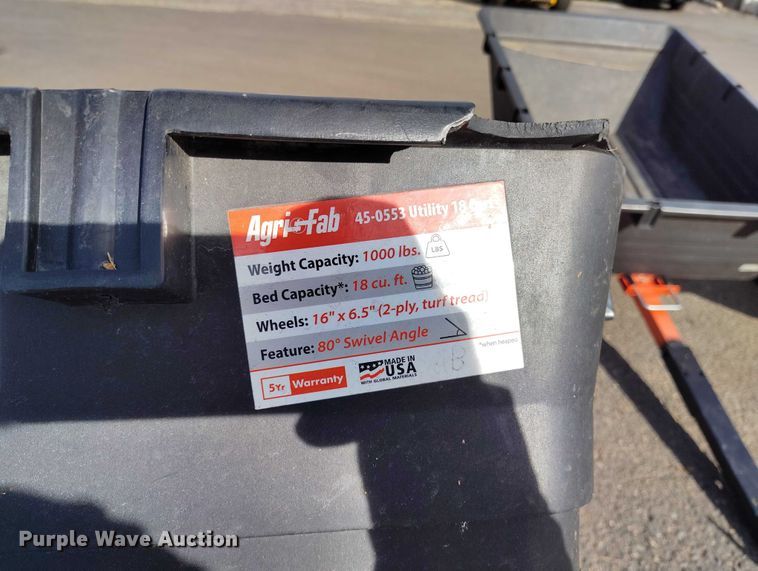 Agri-Fab 45-0553 Utility 18
Weight Capacity: 1000 lbs. LBS
Bed Capacity*: 18 cu. ft.
Wheels: 16" x 6.5" (2-ply, turf tread)
Feature: 80° Swivel Angle
*when heaped
5Yr Warranty
MADE IN
USA
WITH GLOBAL MATERIALS
Purple Wave Auction